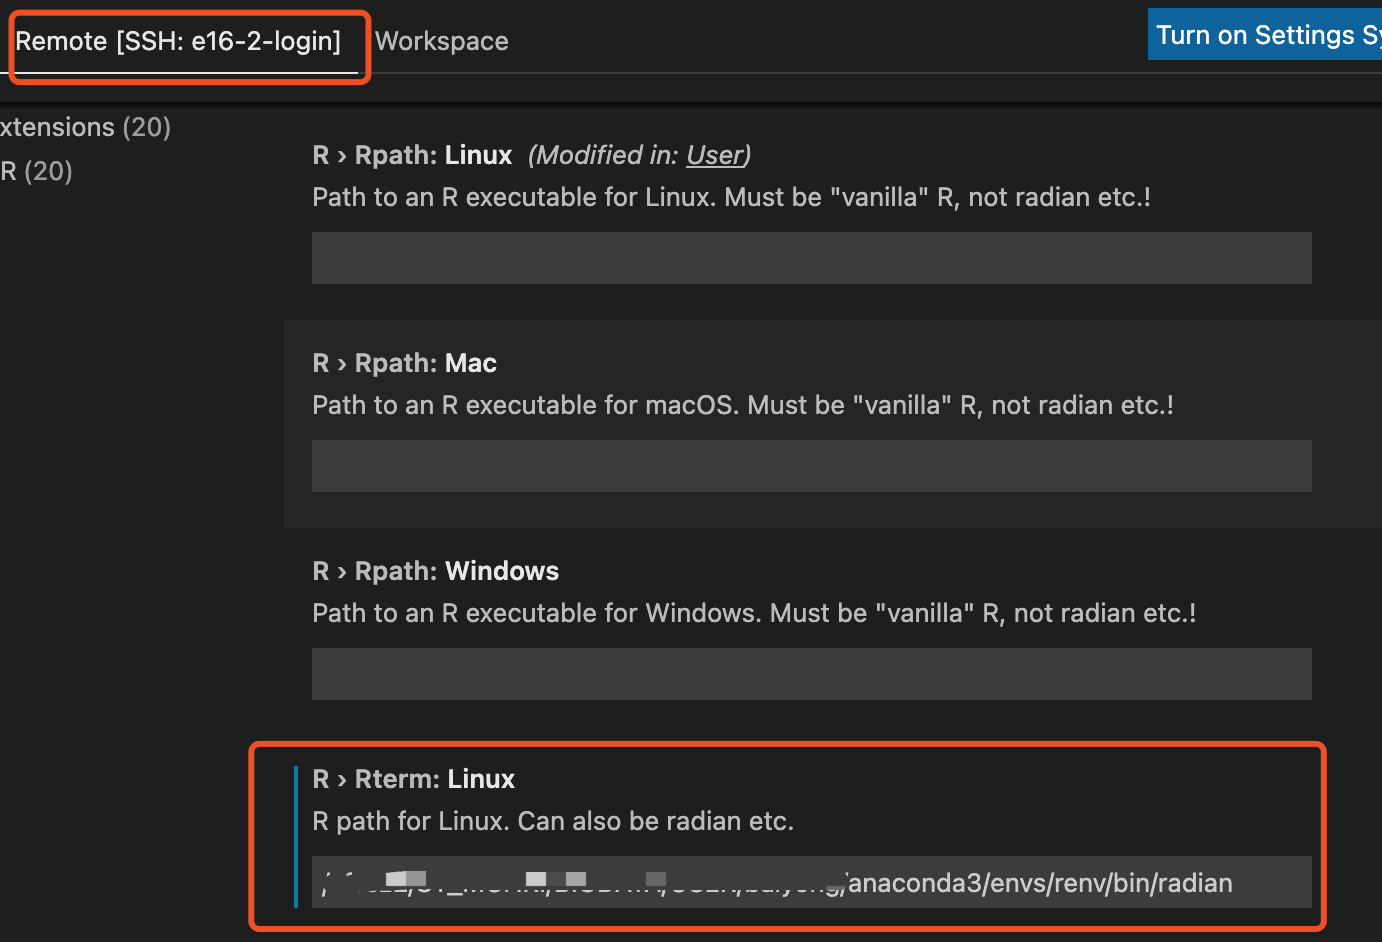 Remote [SSH: e16-2-login] Workspace
Turn on Settings Sy
xtensions (20)
R (20)
R › Rpath: Linux (Modified in: User)
Path to an R executable for Linux. Must be "vanilla" R, not radian etc.!
R › Rpath: Mac
Path to an R executable for macOS. Must be "vanilla" R, not radian etc.!
R › Rpath: Windows
Path to an R executable for Windows. Must be "vanilla" R, not radian etc.!
R › Rterm: Linux
R path for Linux. Can also be radian etc.
/anaconda3/envs/renv/bin/radian